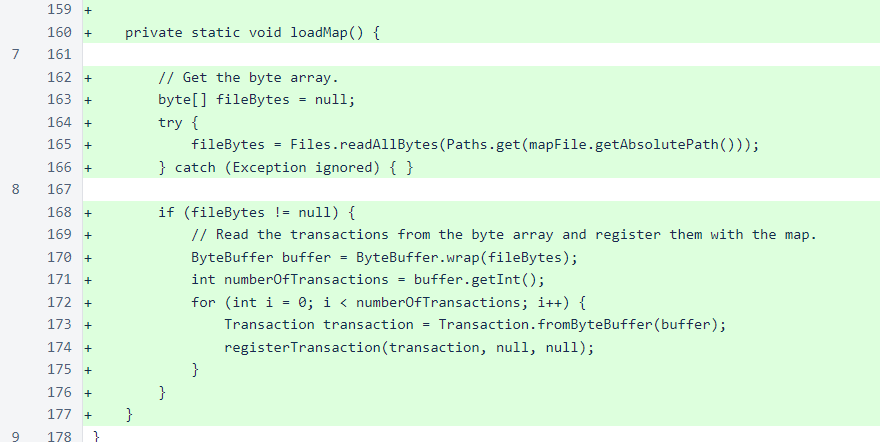 159 +
160 +     private static void loadMap() {
7 161
162 +         // Get the byte array.
163 +         byte[] fileBytes = null;
164 +         try {
165 +             fileBytes = Files.readAllBytes(Paths.get(mapFile.getAbsolutePath()));
166 +         } catch (Exception ignored) { }
8 167
168 +         if (fileBytes != null) {
169 +             // Read the transactions from the byte array and register them with the map.
170 +             ByteBuffer buffer = ByteBuffer.wrap(fileBytes);
171 +             int numberOfTransactions = buffer.getInt();
172 +             for (int i = 0; i < numberOfTransactions; i++) {
173 +                 Transaction transaction = Transaction.fromByteBuffer(buffer);
174 +                 registerTransaction(transaction, null, null);
175 +             }
176 +         }
177 +     }
9 178 }